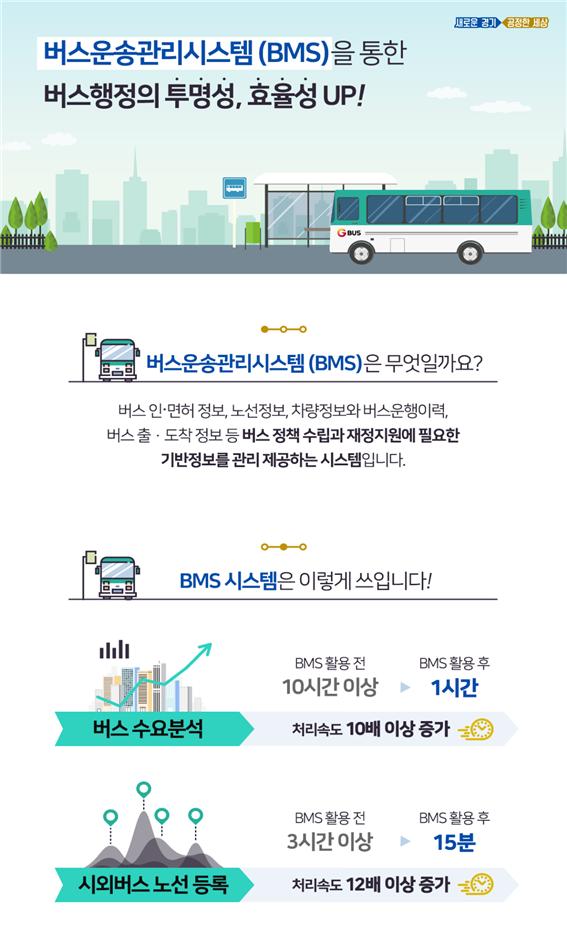 새로운 경기 공정한 세상
버스운송관리시스템 (BMS)을 통한
버스행정의 투명성, 효율성 UP!
G BUS
버스운송관리시스템 (BMS)은 무엇일까요?
버스 인·면허 정보, 노선정보, 차량정보와 버스운행이력,
버스 출 · 도착 정보 등 버스 정책 수립과 재정지원에 필요한
기반정보를 관리 제공하는 시스템입니다.
BMS 시스템은 이렇게 쓰입니다!
BMS 활용 전 BMS 활용 후
10시간 이상 ▶ 1시간
버스 수요분석 처리속도 10배 이상 증가
BMS 활용 전 BMS 활용 후
3시간 이상 ▶ 15분
시외버스 노선 등록 처리속도 12배 이상 증가